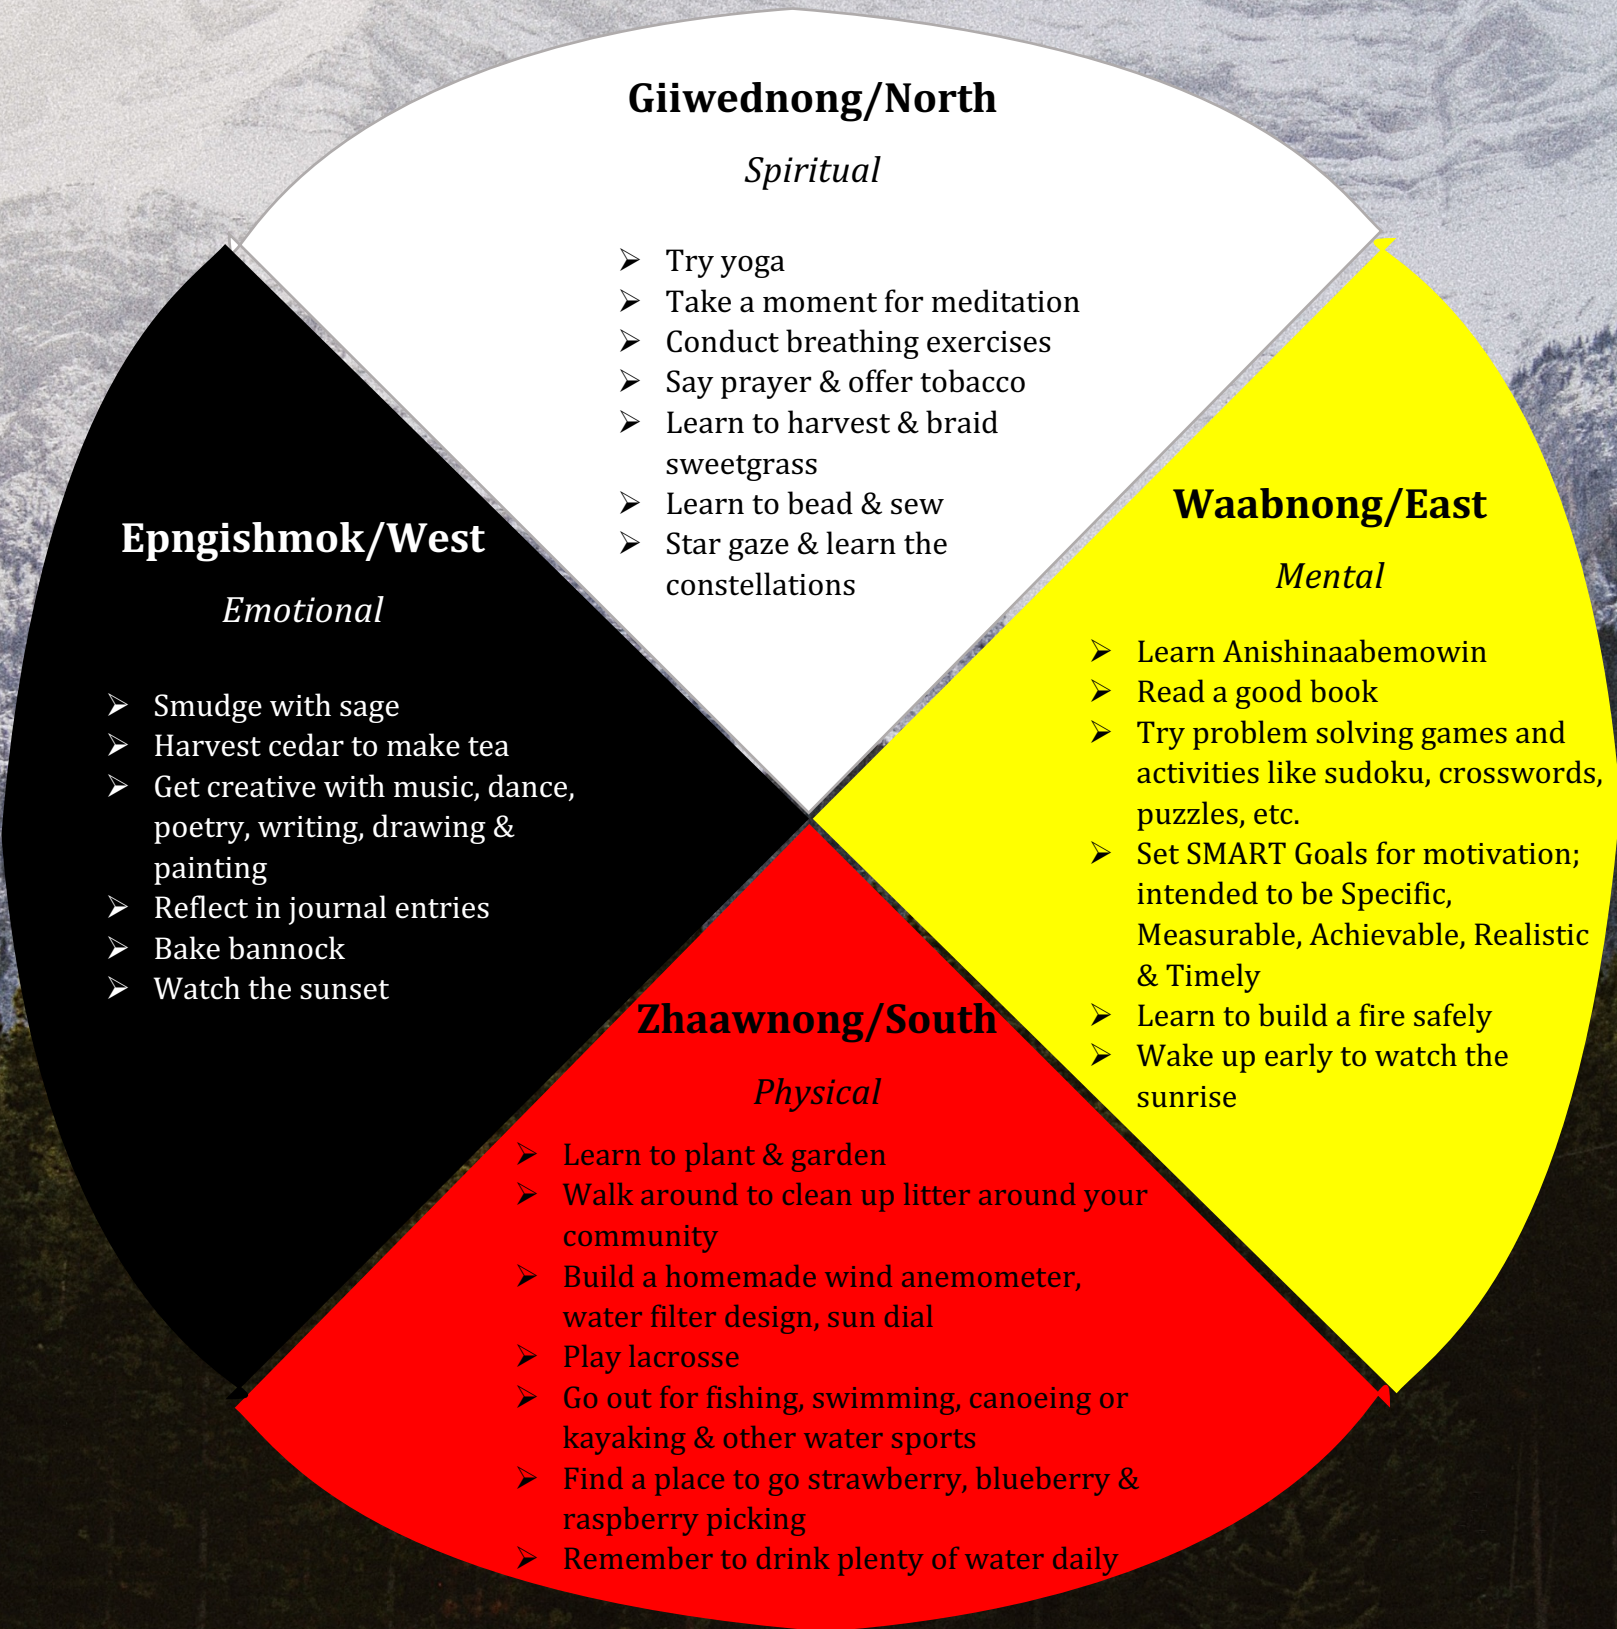 Giiwednong/North
Spiritual
➢ Try yoga
➢ Take a moment for meditation
➢ Conduct breathing exercises
➢ Say prayer & offer tobacco
➢ Learn to harvest & braid
sweetgrass
➢ Learn to bead & sew
➢ Star gaze & learn the
constellations
Epngishmok/West
Emotional
➢ Smudge with sage
➢ Harvest cedar to make tea
➢ Get creative with music, dance,
poetry, writing, drawing &
painting
➢ Reflect in journal entries
➢ Bake bannock
➢ Watch the sunset
Waabnong/East
Mental
➢ Learn Anishinaabemowin
➢ Read a good book
➢ Try problem solving games and
activities like sudoku, crosswords,
puzzles, etc.
➢ Set SMART Goals for motivation;
intended to be Specific,
Measurable, Achievable, Realistic
& Timely
➢ Learn to build a fire safely
➢ Wake up early to watch the
sunrise
Zhaawnong/South
Physical
➢ Learn to plant & garden
➢ Walk around to clean up litter around your
community
➢ Build a homemade wind anemometer,
water filter design, sun dial
➢ Play lacrosse
➢ Go out for fishing, swimming, canoeing or
kayaking & other water sports
➢ Find a place to go strawberry, blueberry &
raspberry picking
➢ Remember to drink plenty of water daily